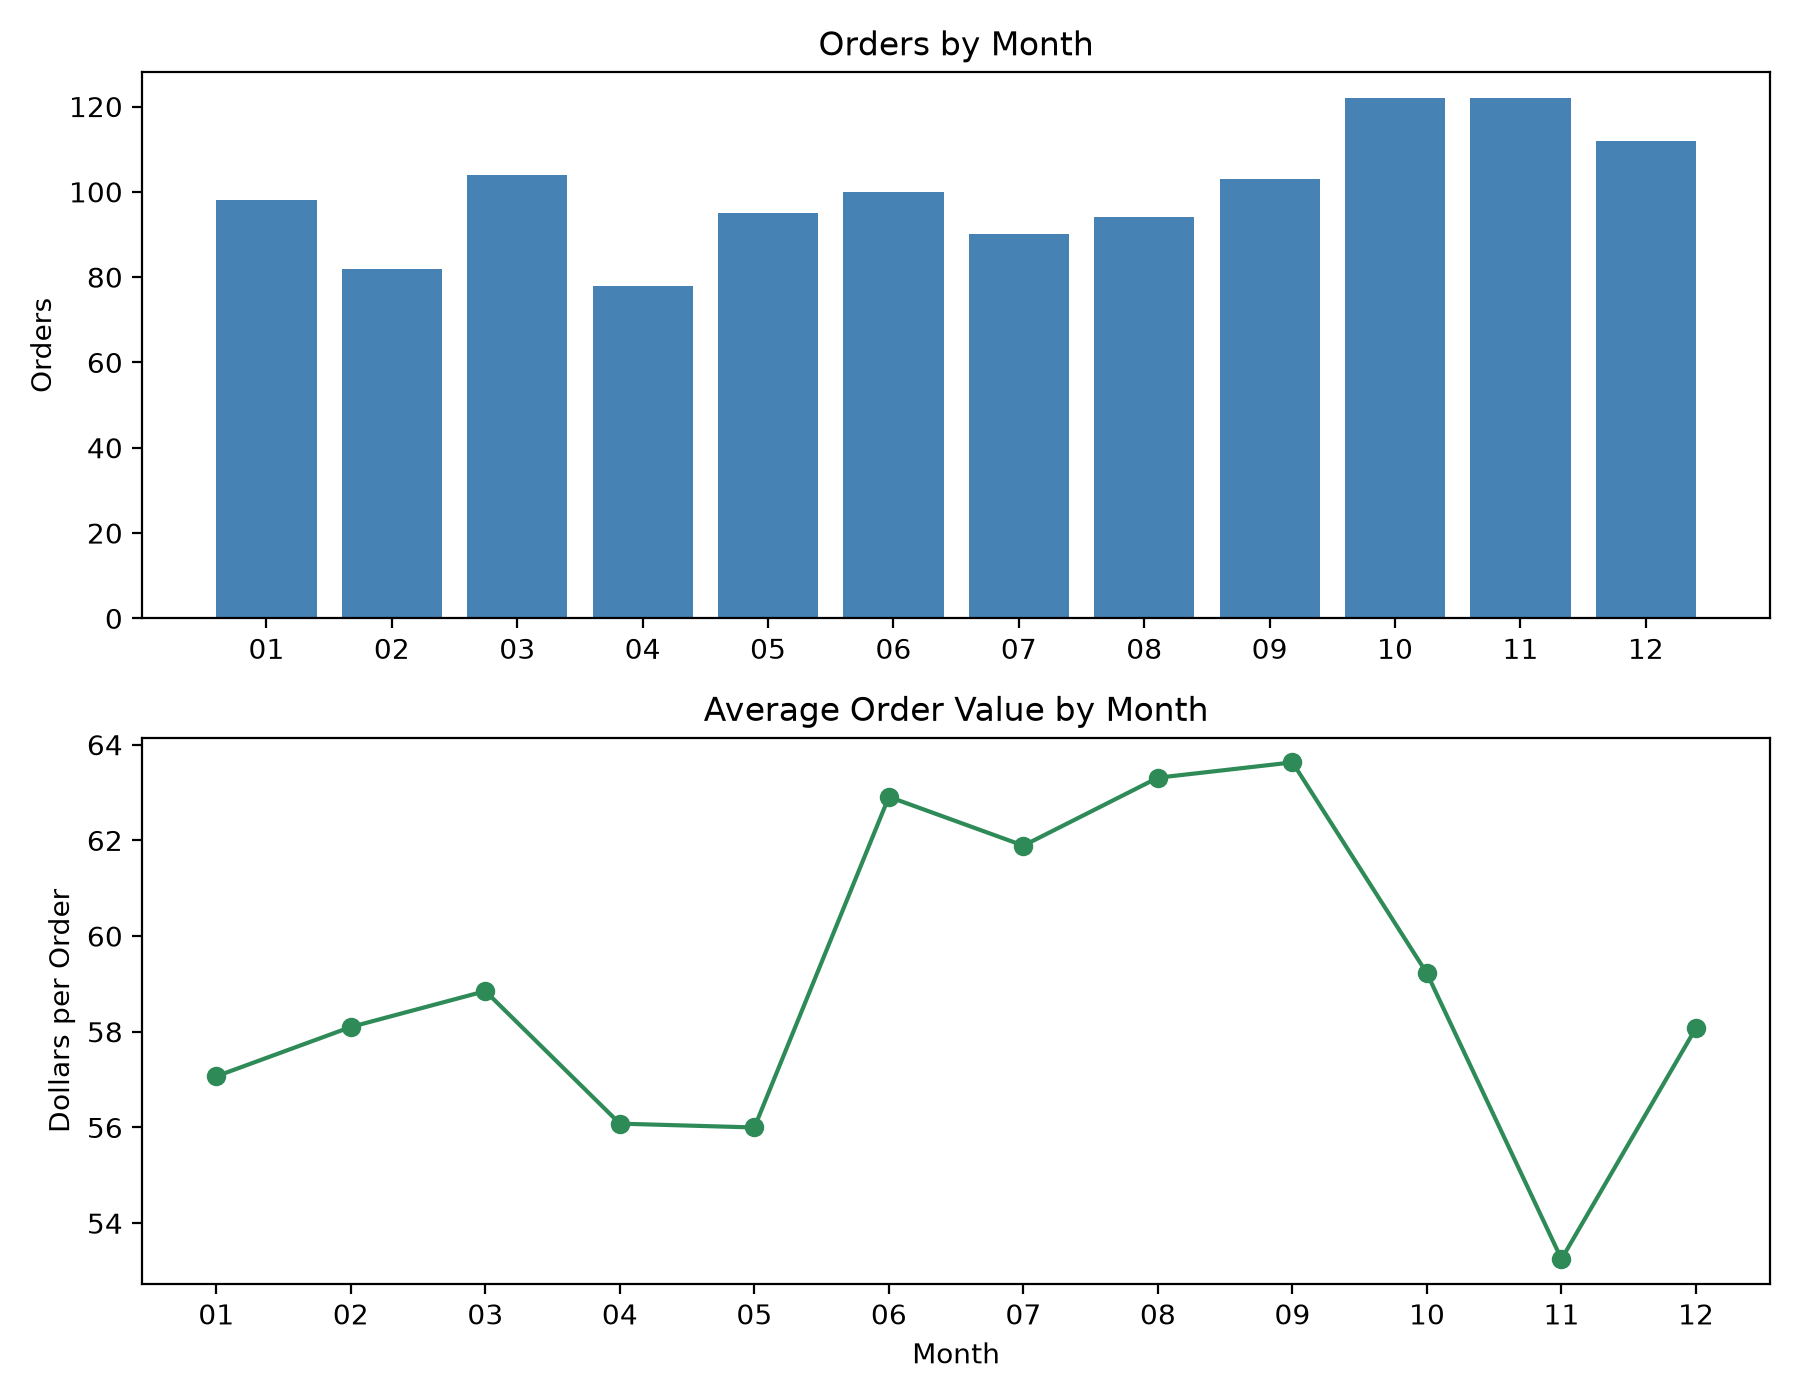 Orders by Month
Orders
120
100
80
60
40
20
0
01 02 03 04 05 06 07 08 09 10 11 12
Average Order Value by Month
Dollars per Order
64
62
60
58
56
54
01 02 03 04 05 06 07 08 09 10 11 12
Month